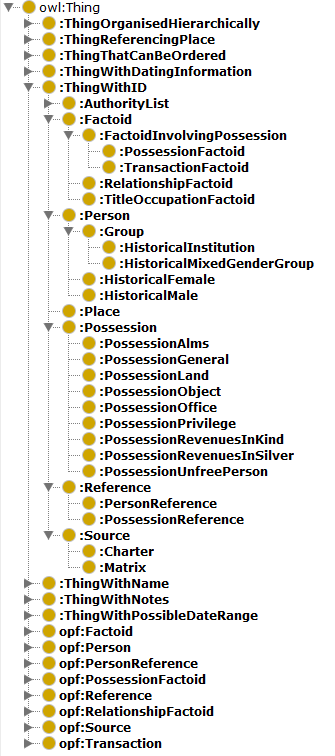 owl:Thing
:ThingOrganisedHierarchically
:ThingReferencingPlace
:ThingThatCanBeOrdered
:ThingWithDatingInformation
:ThingWithID
:AuthorityList
:Factoid
:FactoidInvolvingPossession
:PossessionFactoid
:TransactionFactoid
:RelationshipFactoid
:TitleOccupationFactoid
:Person
:Group
:HistoricalInstitution
:HistoricalMixedGenderGroup
:HistoricalFemale
:HistoricalMale
:Place
:Possession
:PossessionAlms
:PossessionGeneral
:PossessionLand
:PossessionObject
:PossessionOffice
:PossessionPrivilege
:PossessionRevenuesInKind
:PossessionRevenuesInSilver
:PossessionUnfreePerson
:Reference
:PersonReference
:PossessionReference
:Source
:Charter
:Matrix
:ThingWithName
:ThingWithNotes
:ThingWithPossibleDateRange
opf:Factoid
opf:Person
opf:PersonReference
opf:PossessionFactoid
opf:Reference
opf:RelationshipFactoid
opf:Source
opf:Transaction